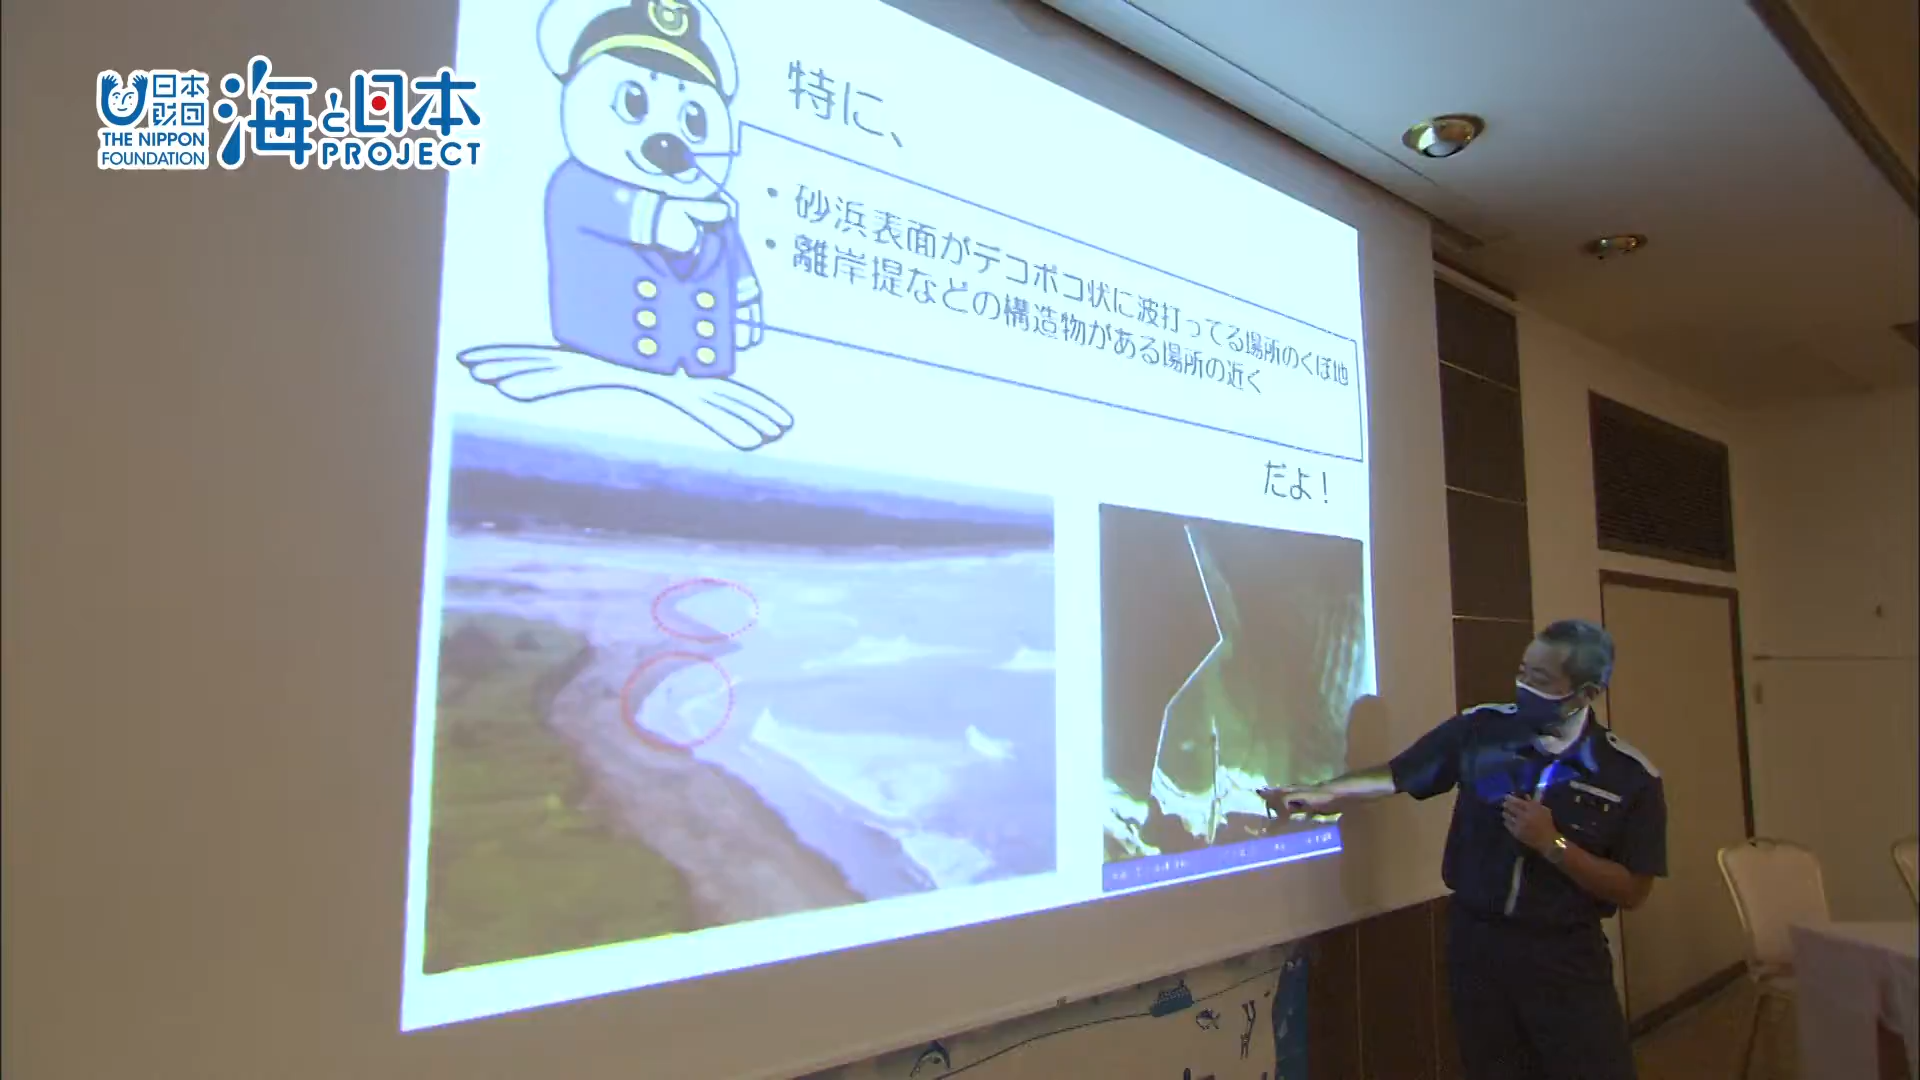 日本
財団
THE NIPPON
FOUNDATION
海と日本
PROJECT
特に、
・砂浜表面がデコボコ状に波打ってる場所のくぼ地
・離岸提などの構造物がある場所の近く
だよ！